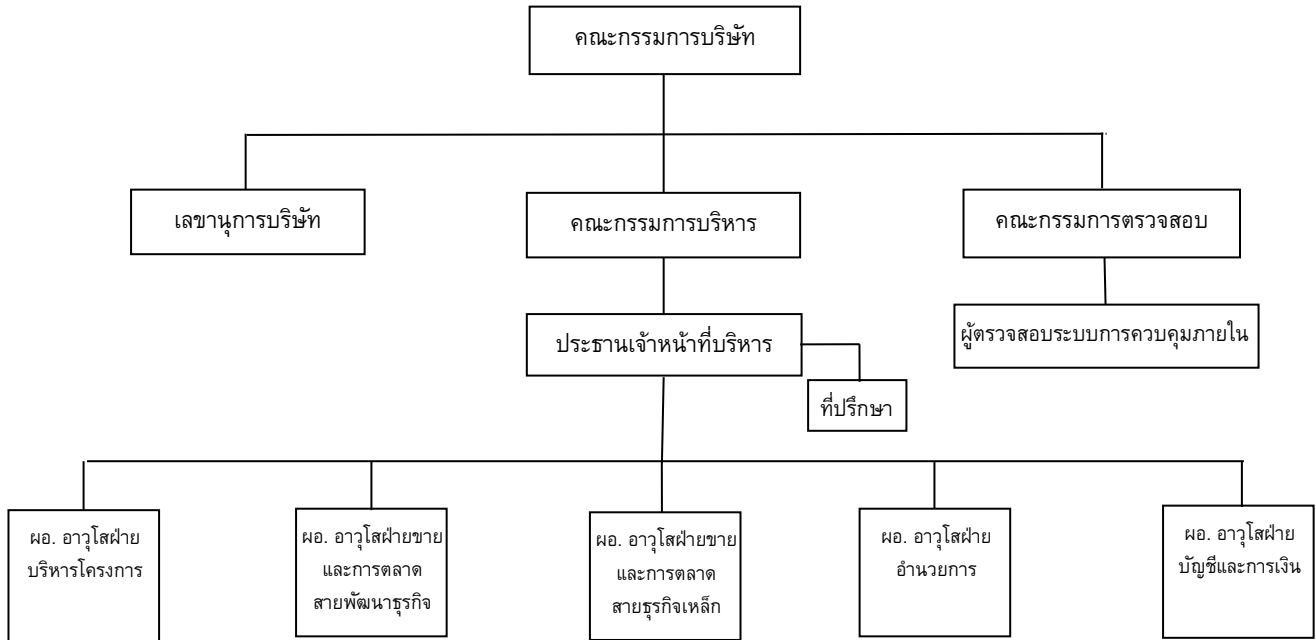 คณะกรรมการบริษัท
เลขานุการบริษัท
คณะกรรมการบริหาร
คณะกรรมการตรวจสอบ
ประธานเจ้าหน้าที่บริหาร
ผู้ตรวจสอบระบบการควบคุมภายใน
ที่ปรึกษา
ผอ. อาวุโสฝ่าย
บริหารโครงการ
ผอ. อาวุโสฝ่ายขาย
และการตลาด
สายพัฒนาธุรกิจ
ผอ. อาวุโสฝ่ายขาย
และการตลาด
สายธุรกิจเหล็ก
ผอ. อาวุโสฝ่าย
อำนวยการ
ผอ. อาวุโสฝ่าย
บัญชีและการเงิน